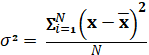 σ² = Σᵢ₌₁ᴺ(x − x̄)² / N